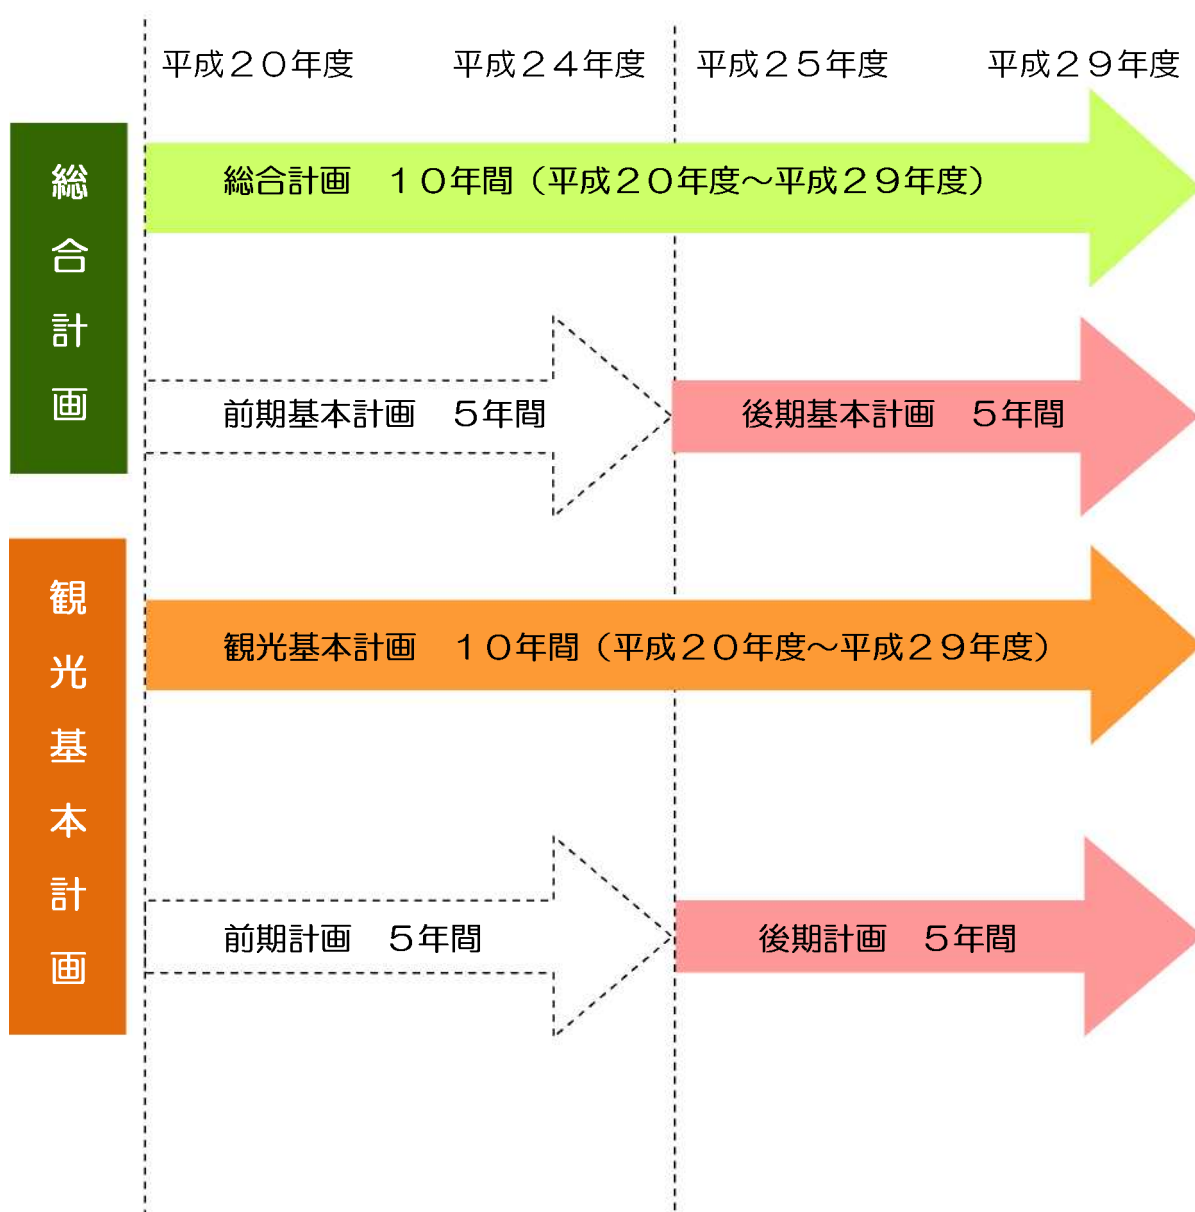 平成２０年度　平成２４年度　平成２５年度　平成２９年度
総合計画
総合計画　１０年間（平成２０年度～平成２９年度）
前期基本計画　５年間
後期基本計画　５年間
観光基本計画
観光基本計画　１０年間（平成２０年度～平成２９年度）
前期計画　５年間
後期計画　５年間